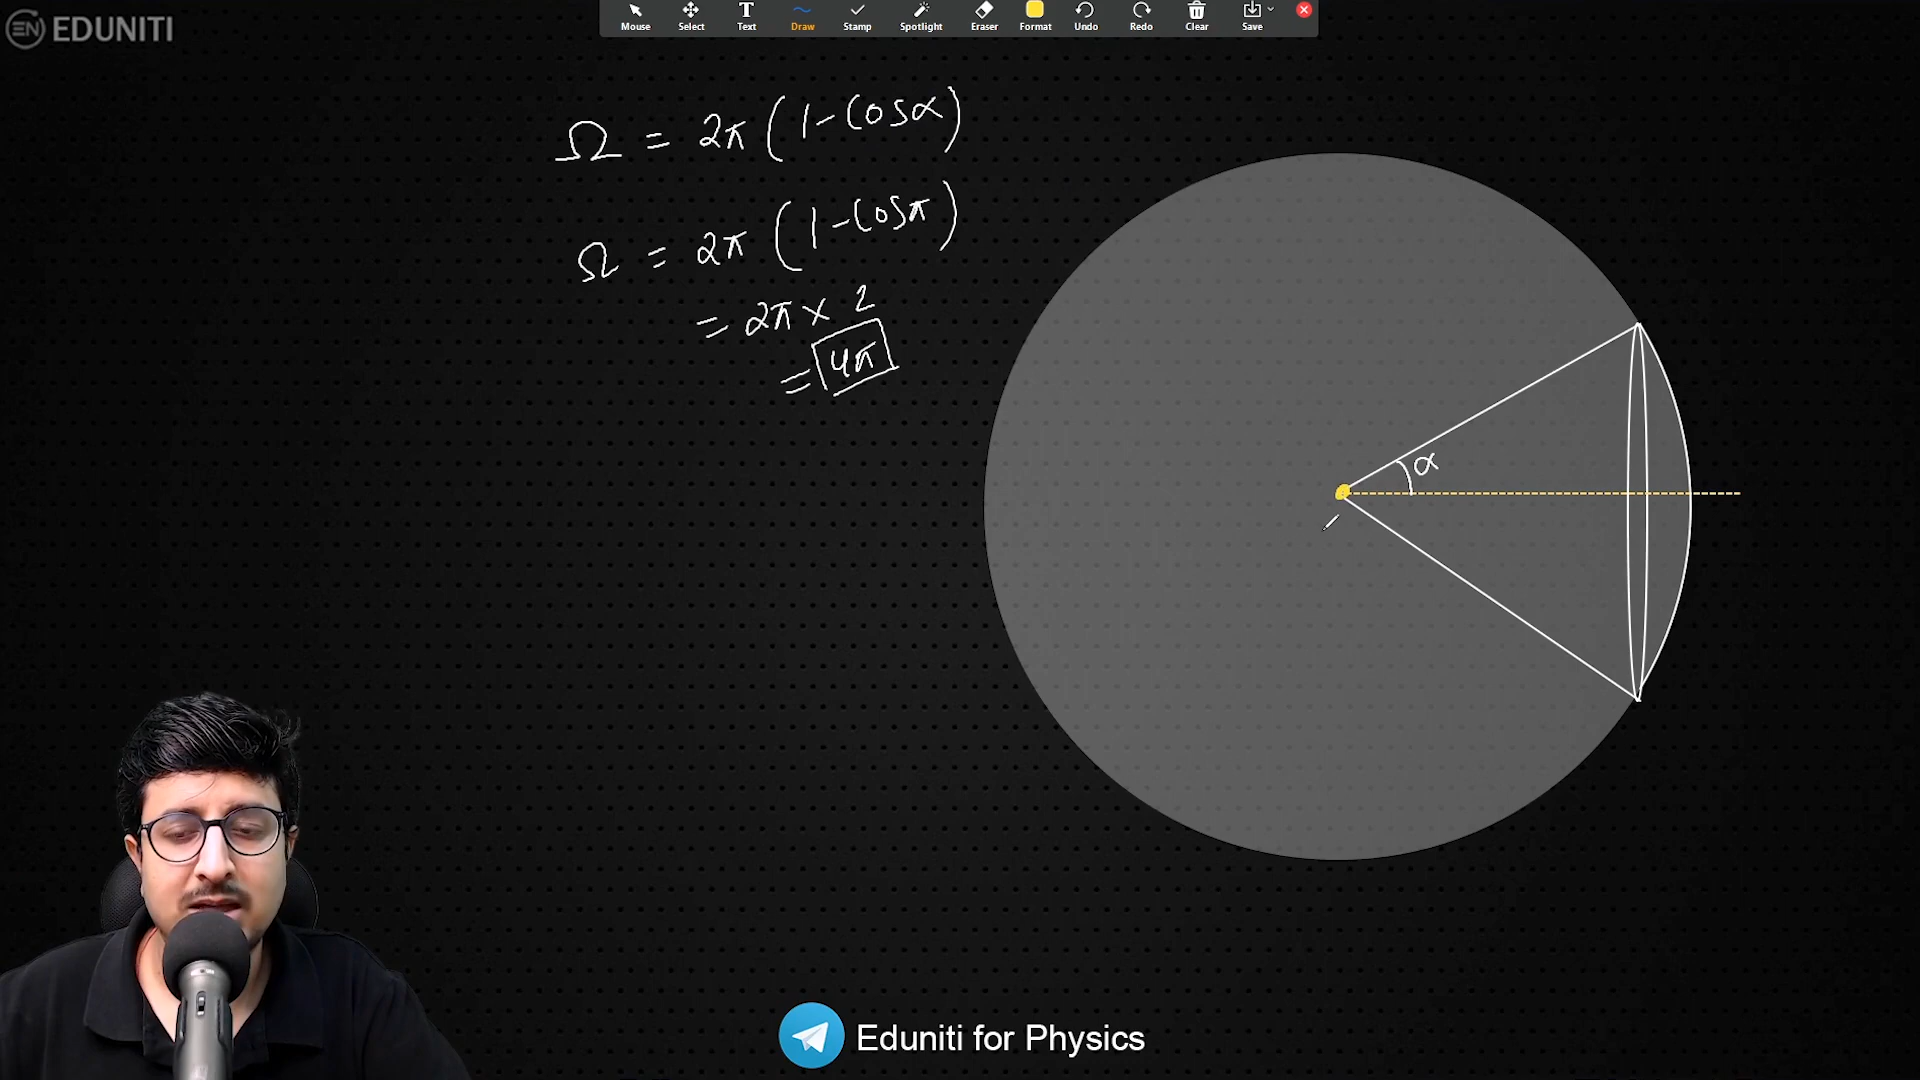 EN EDUNITI
Mouse Select Text Draw Stamp Spotlight Eraser Format Undo Redo Clear Save
Ω = 2π (1-Cosα)
Ω = 2π (1-Cosπ)
= 2π × 2
= 4π
α
Eduniti for Physics